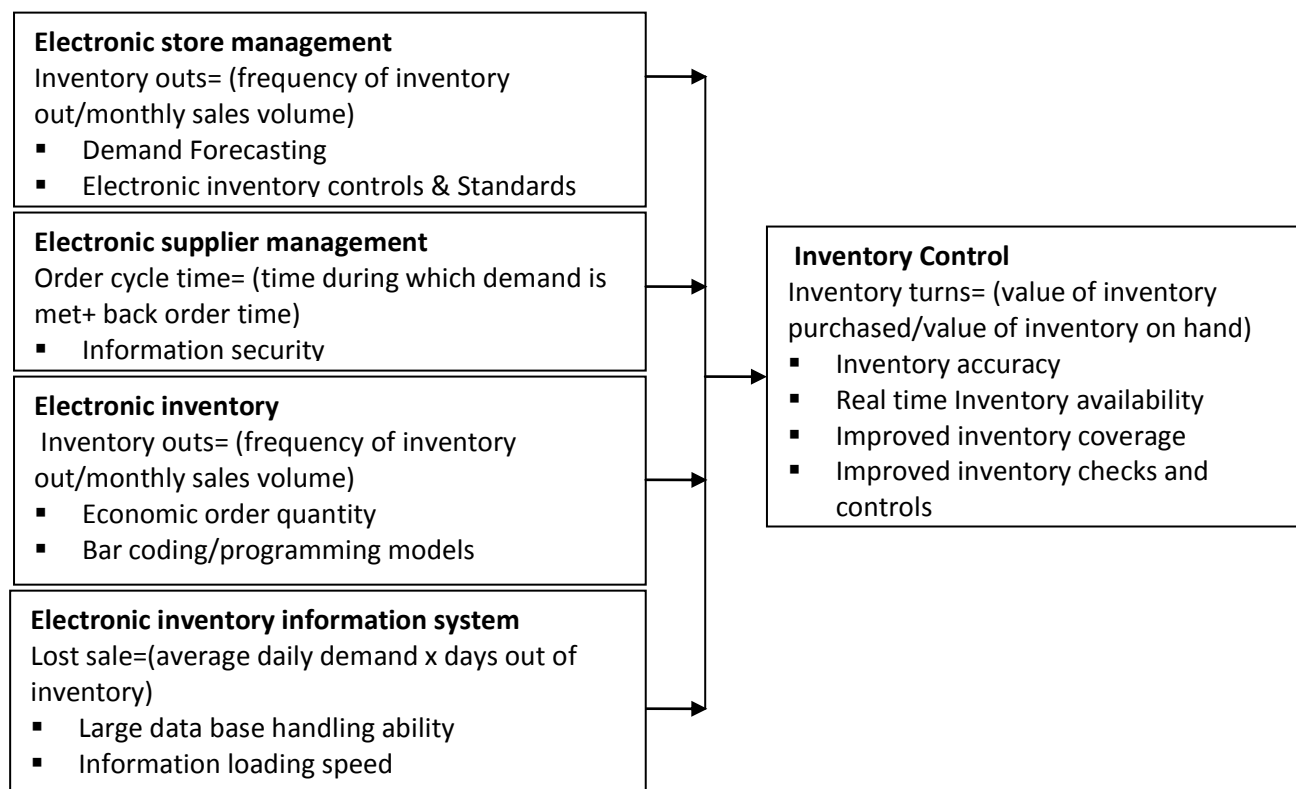 Electronic store management
Inventory outs= (frequency of inventory
out/monthly sales volume)
▪ Demand Forecasting
▪ Electronic inventory controls & Standards
Electronic supplier management
Order cycle time= (time during which demand is
met+ back order time)
▪ Information security
Electronic inventory
Inventory outs= (frequency of inventory
out/monthly sales volume)
▪ Economic order quantity
▪ Bar coding/programming models
Electronic inventory information system
Lost sale=(average daily demand x days out of
inventory)
▪ Large data base handling ability
▪ Information loading speed
Inventory Control
Inventory turns= (value of inventory
purchased/value of inventory on hand)
▪ Inventory accuracy
▪ Real time Inventory availability
▪ Improved inventory coverage
▪ Improved inventory checks and
controls